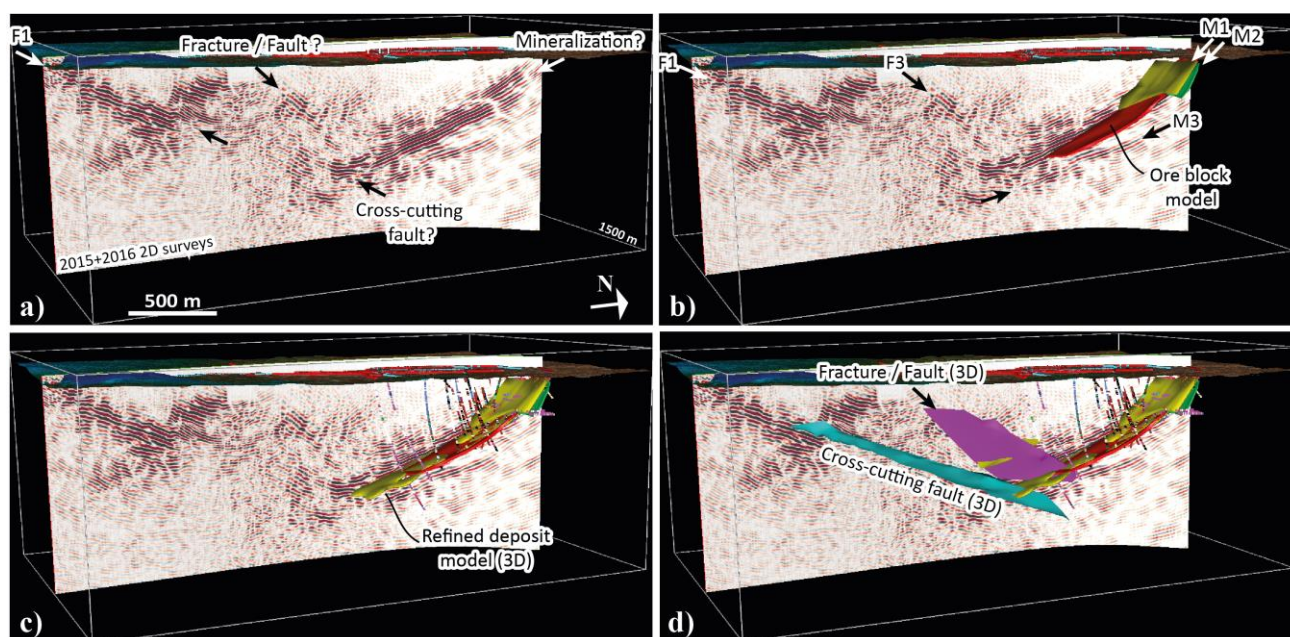 F1
Fracture / Fault ?
Mineralization?
Cross-cutting
fault?
2015+2016 2D surveys
1500 m
500 m
N
a)
M1
M2
F1
F3
M3
Ore block
model
b)
Refined deposit
model (3D)
c)
Fracture / Fault (3D)
Cross-cutting fault (3D)
d)